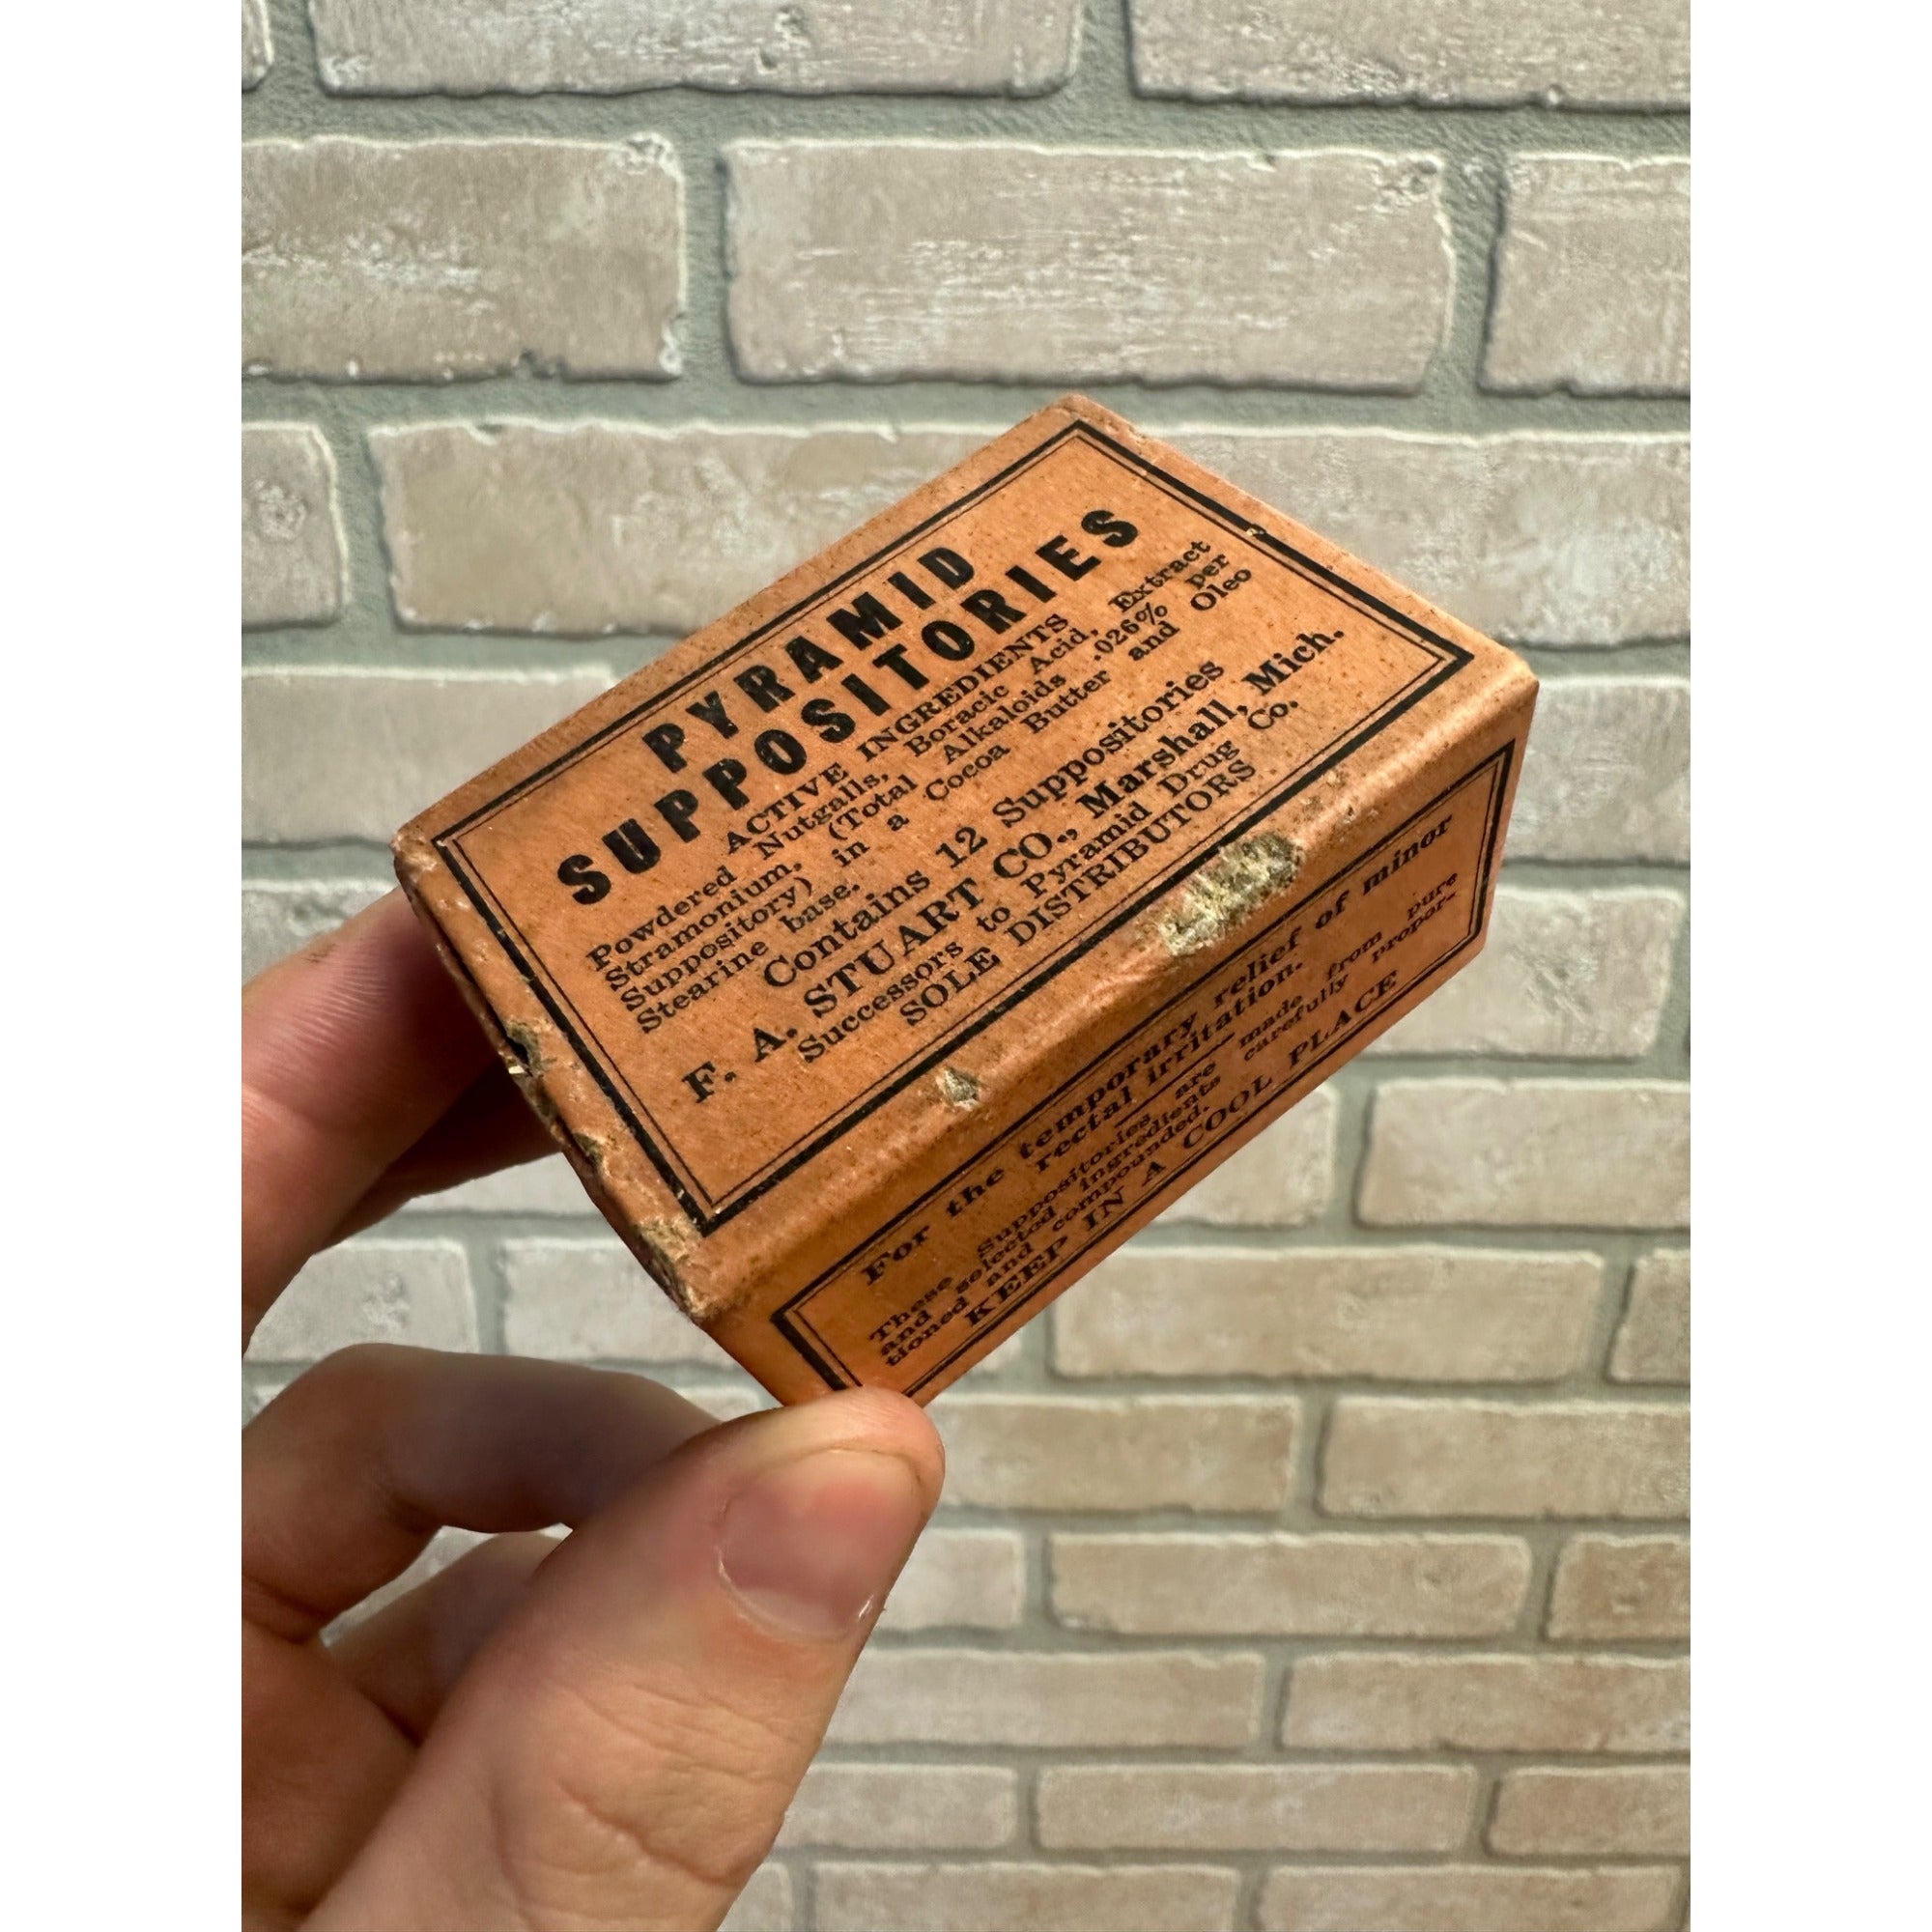 PYRAMID
SUPPOSITORIES
ACTIVE INGREDIENTS
Powdered Nutgalls, Boracic Acid, Extract
Stramonium, (Total Alkaloids .026% per
Suppository) in a Cocoa Butter and Oleo
Stearine base.
Contains 12 Suppositories
F. A. STUART CO., Marshall, Mich.
Successors to Pyramid Drug Co.
SOLE DISTRIBUTORS
For the temporary relief of minor
rectal irritation.
These Suppositories are made from pure
and selected ingredients carefully propor-
tioned and compounded.
KEEP IN A COOL PLACE